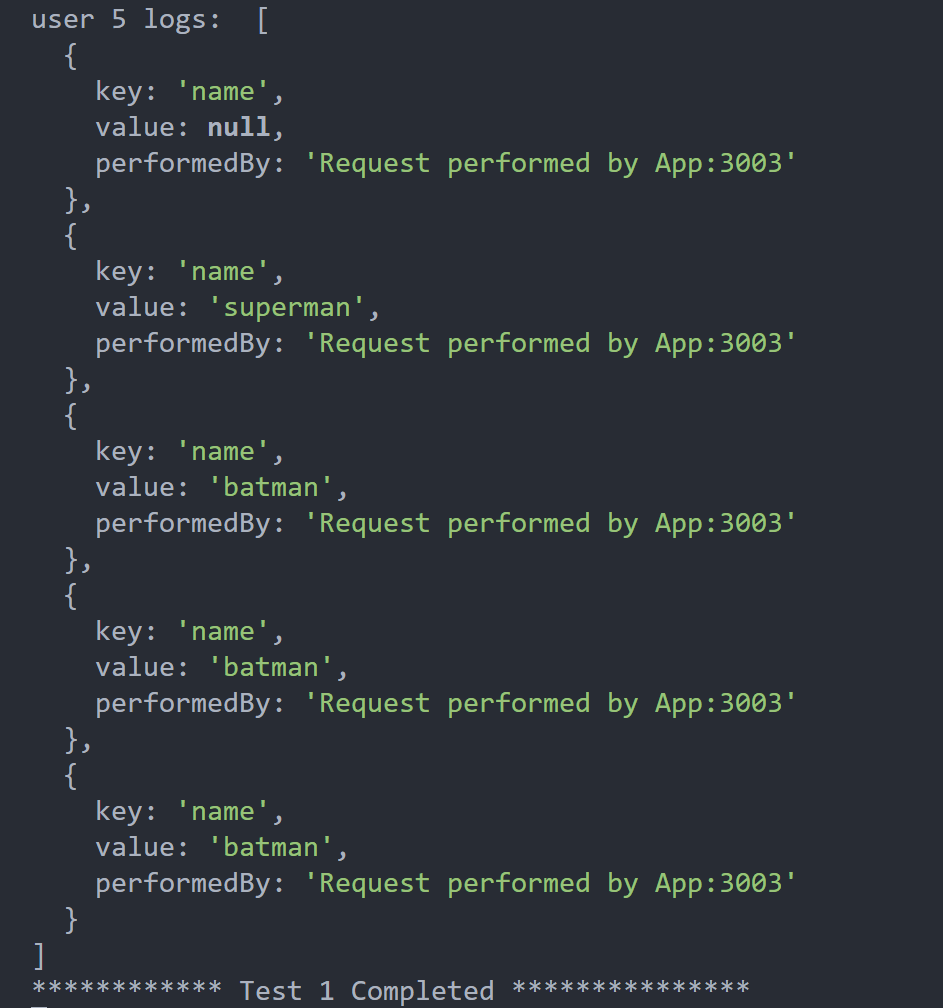 user 5 logs:  [
  {
    key: 'name',
    value: null,
    performedBy: 'Request performed by App:3003'
  },
  {
    key: 'name',
    value: 'superman',
    performedBy: 'Request performed by App:3003'
  },
  {
    key: 'name',
    value: 'batman',
    performedBy: 'Request performed by App:3003'
  },
  {
    key: 'name',
    value: 'batman',
    performedBy: 'Request performed by App:3003'
  },
  {
    key: 'name',
    value: 'batman',
    performedBy: 'Request performed by App:3003'
  }
]
************ Test 1 Completed ***************